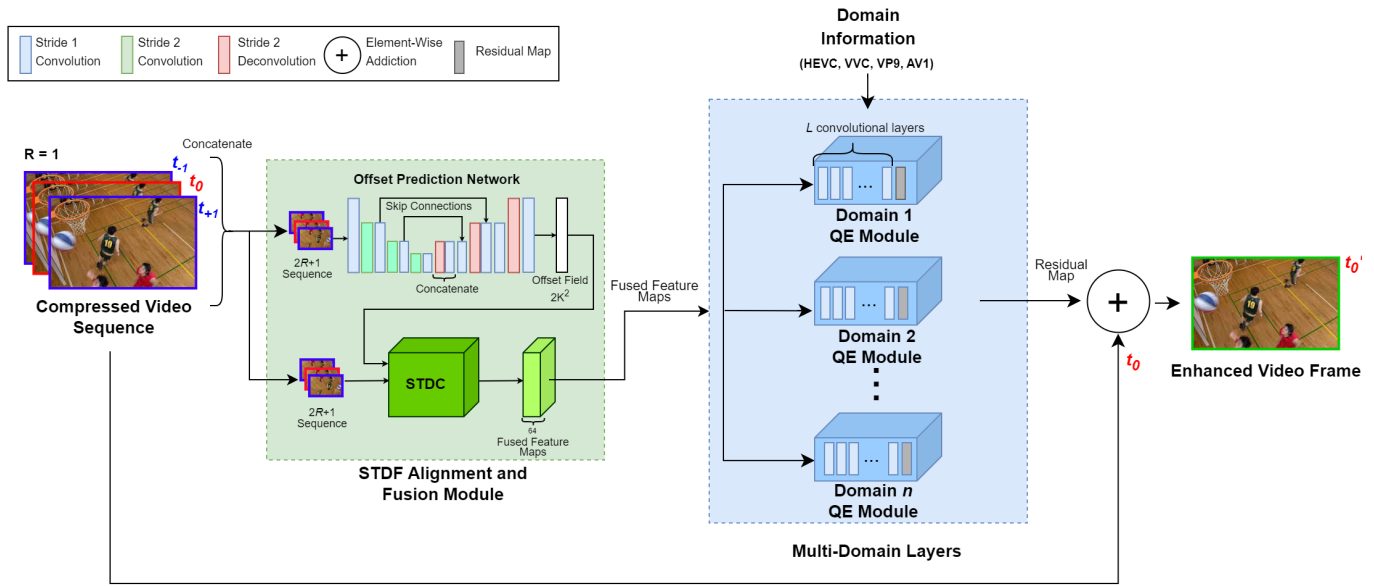 Stride 1
Convolution
Stride 2
Convolution
Stride 2
Deconvolution
+
Element-Wise
Addiction
Residual Map
Domain
Information
(HEVC, VVC, VP9, AV1)
R = 1
Concatenate
t-1
t0
t+1
Compressed Video
Sequence
Offset Prediction Network
Skip Connections
2R+1
Sequence
Concatenate
Offset Field
2K²
2R+1
Sequence
STDC
64
Fused Feature
Maps
STDF Alignment and
Fusion Module
Fused Feature
Maps
L convolutional layers
...
Domain 1
QE Module
...
Domain 2
QE Module
...
Domain n
QE Module
Multi-Domain Layers
Residual
Map
+
t0
t0'
Enhanced Video Frame